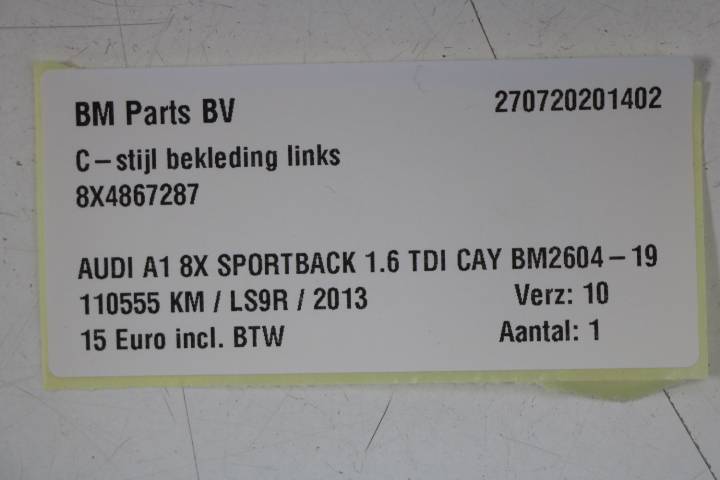 BM Parts BV 270720201402
C-stijl bekleding links
8X4867287
AUDI A1 8X SPORTBACK 1.6 TDI CAY BM2604-19
110555 KM / LS9R / 2013 Verz: 10
15 Euro incl. BTW Aantal: 1